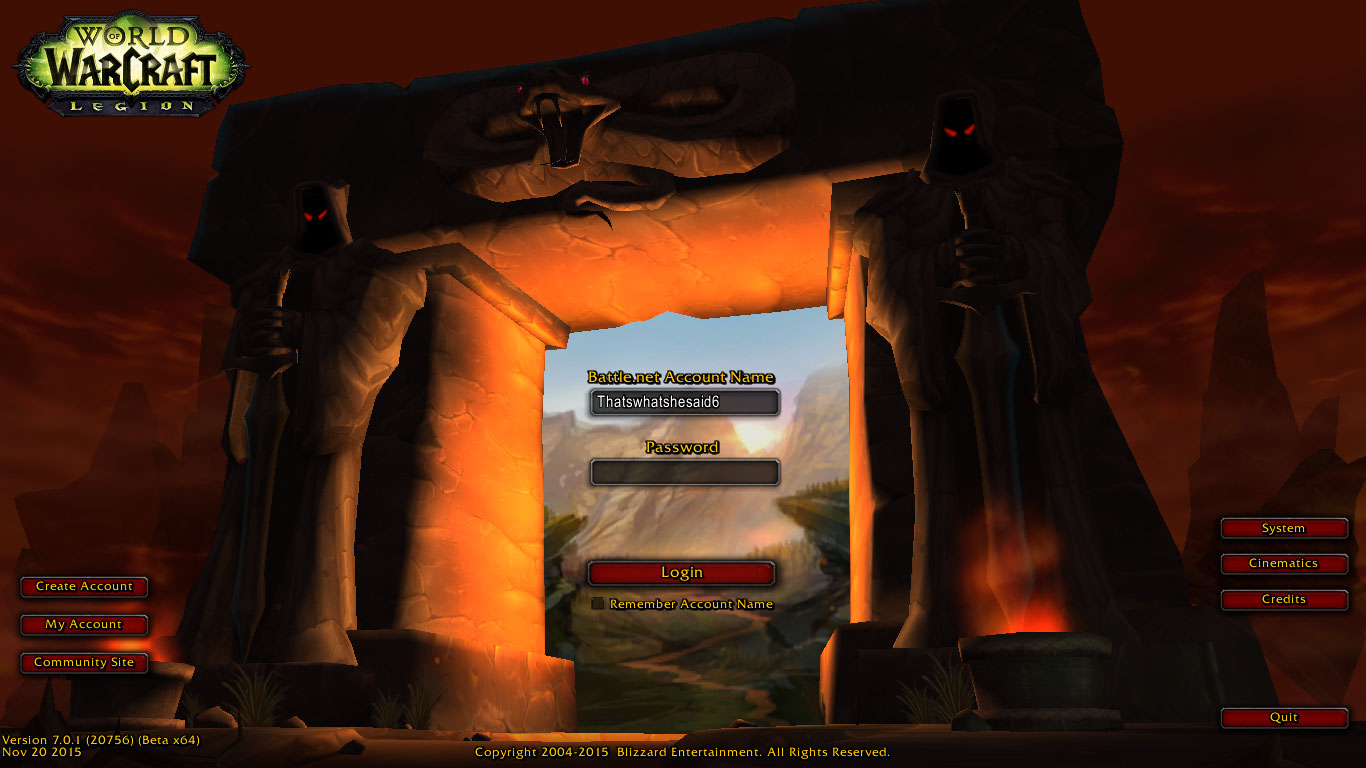 WORLD
OF
WARCRAFT
LEGION
Battle.net Account Name
Thatswhatshesaid6
Password
Login
Remember Account Name
Create Account
My Account
Community Site
System
Cinematics
Credits
Quit
Version 7.0.1 (20756) (Beta x64)
Nov 20 2015
Copyright 2004-2015 Blizzard Entertainment. All Rights Reserved.